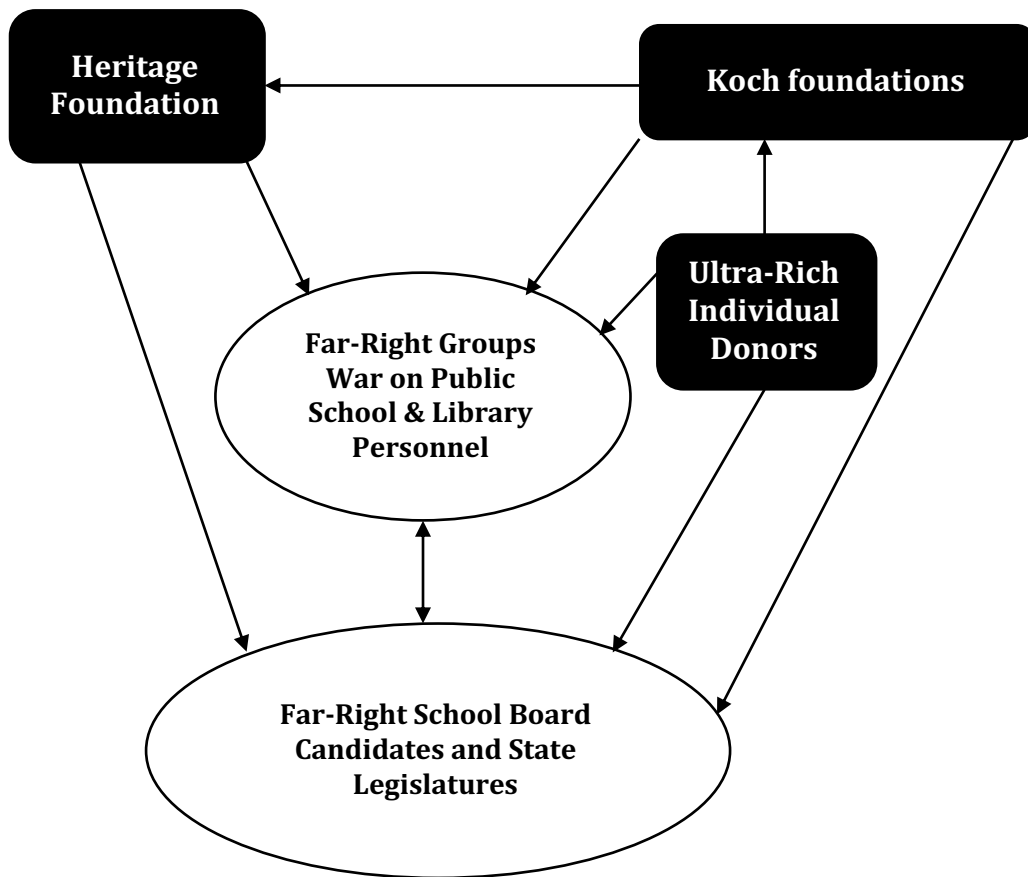 Heritage
Foundation
Koch foundations
Ultra-Rich
Individual
Donors
Far-Right Groups
War on Public
School & Library
Personnel
Far-Right School Board
Candidates and State
Legislatures